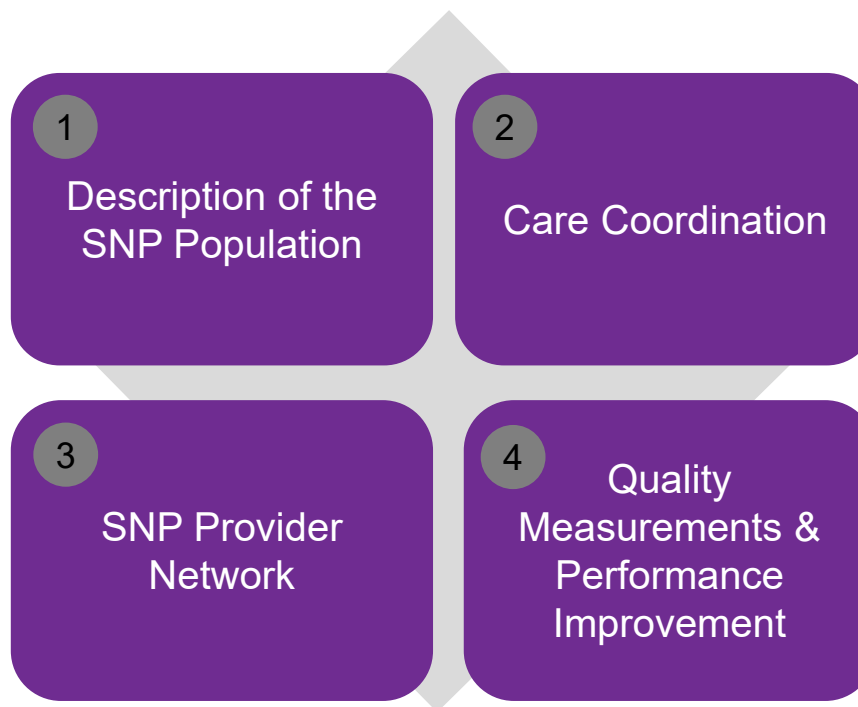 1
Description of the
SNP Population
2
Care Coordination
3
SNP Provider
Network
4
Quality
Measurements &
Performance
Improvement